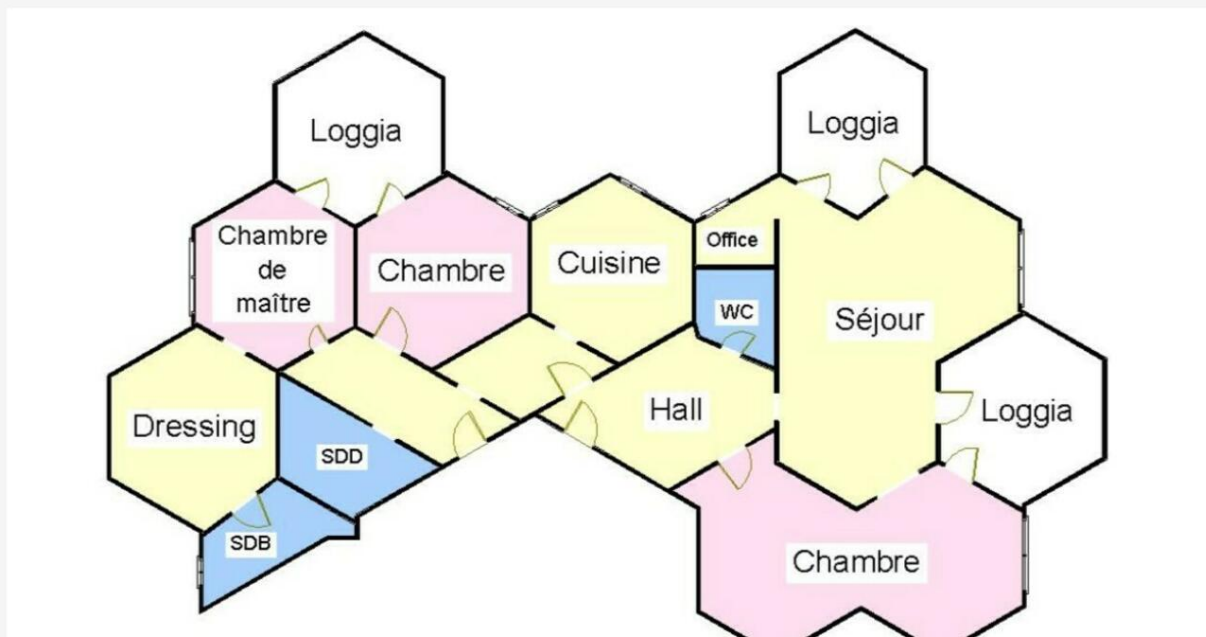 Loggia
Loggia
Chambre
de
maître
Chambre
Cuisine
Office
WC
Séjour
Dressing
SDD
Hall
Loggia
SDB
Chambre